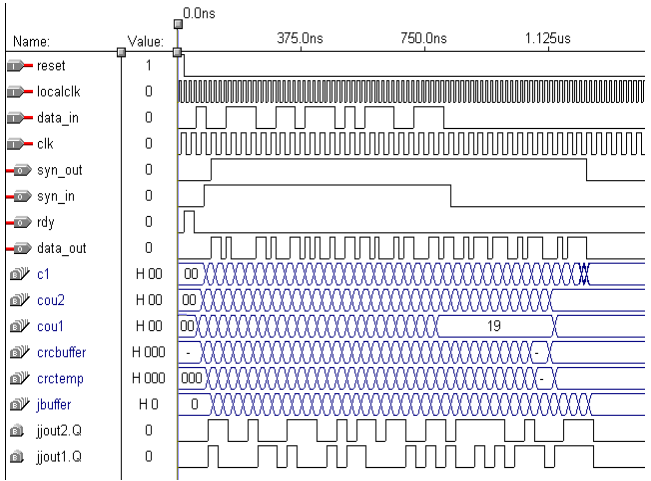 0.0ns
Name: Value: 375.0ns 750.0ns 1.125us
reset 1
localclk 0
data_in 0
clk 0
syn_out 0
syn_in 0
rdy 0
data_out 0
c1 H 00 00
cou2 H 00 00
cou1 H 00 00 19
crcbuffer H 000 - -
crctemp H 000 000 -
jbuffer H 0 0
jjout2.Q 0
jjout1.Q 0